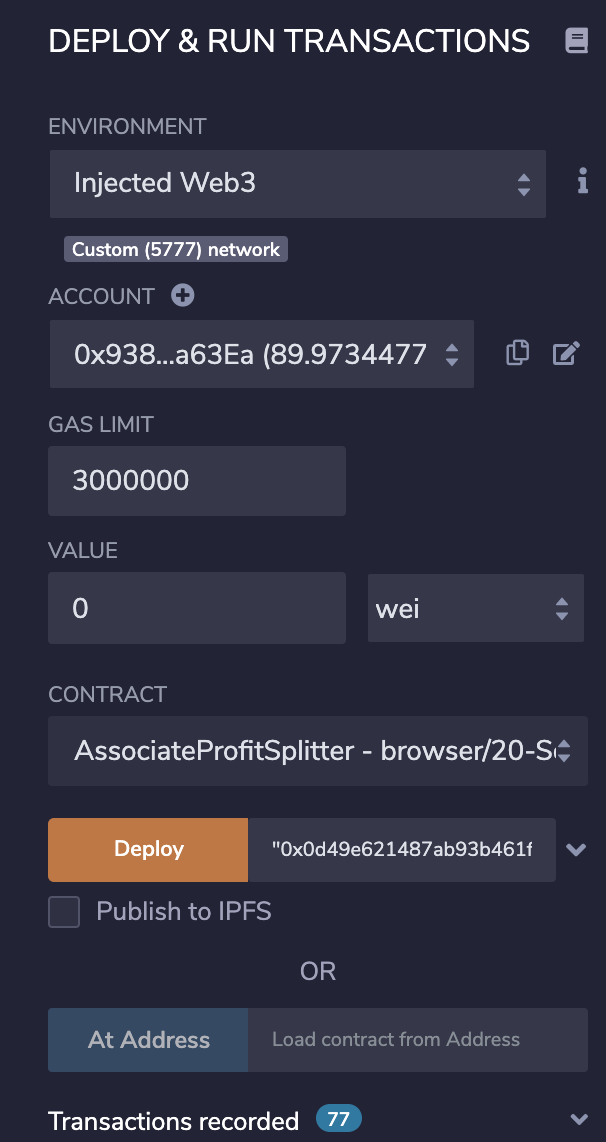 DEPLOY & RUN TRANSACTIONS
ENVIRONMENT
Injected Web3
Custom (5777) network
ACCOUNT
0x938...a63Ea (89.9734477
GAS LIMIT
3000000
VALUE
0 wei
CONTRACT
AssociateProfitSplitter - browser/20-So
Deploy "0x0d49e621487ab93b461f
Publish to IPFS
OR
At Address Load contract from Address
Transactions recorded 77